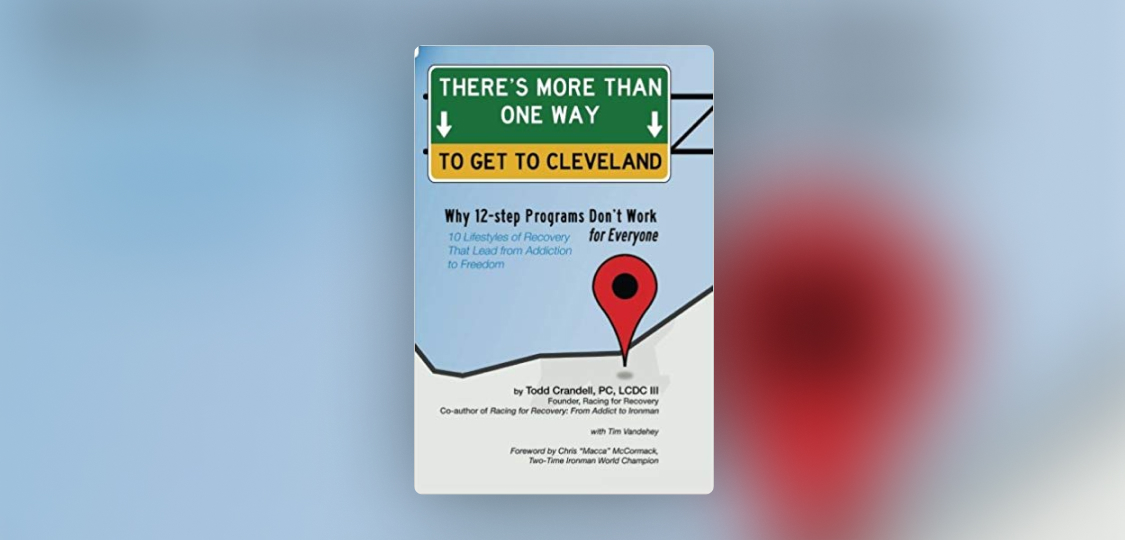 THERE'S MORE THAN
ONE WAY
TO GET TO CLEVELAND
Why 12-step Programs Don't Work
for Everyone
10 Lifestyles of Recovery
That Lead from Addiction
to Freedom
by Todd Crandell, PC, LCDC III
Founder, Racing for Recovery
Co-author of Racing for Recovery: From Addict to Ironman
with Tim Vandehey
Foreword by Chris "Macca" McCormack,
Two-Time Ironman World Champion